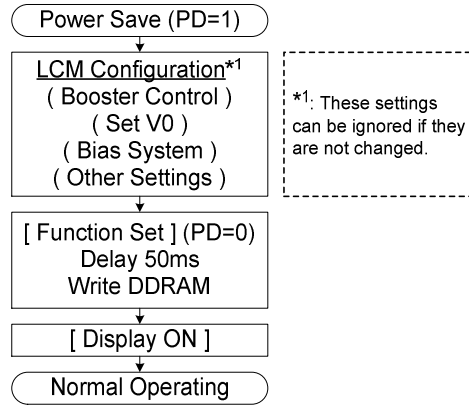 Power Save (PD=1)
LCM Configuration*1
( Booster Control )
( Set V0 )
( Bias System )
( Other Settings )
*1: These settings
can be ignored if they
are not changed.
[ Function Set ] (PD=0)
Delay 50ms
Write DDRAM
[ Display ON ]
Normal Operating